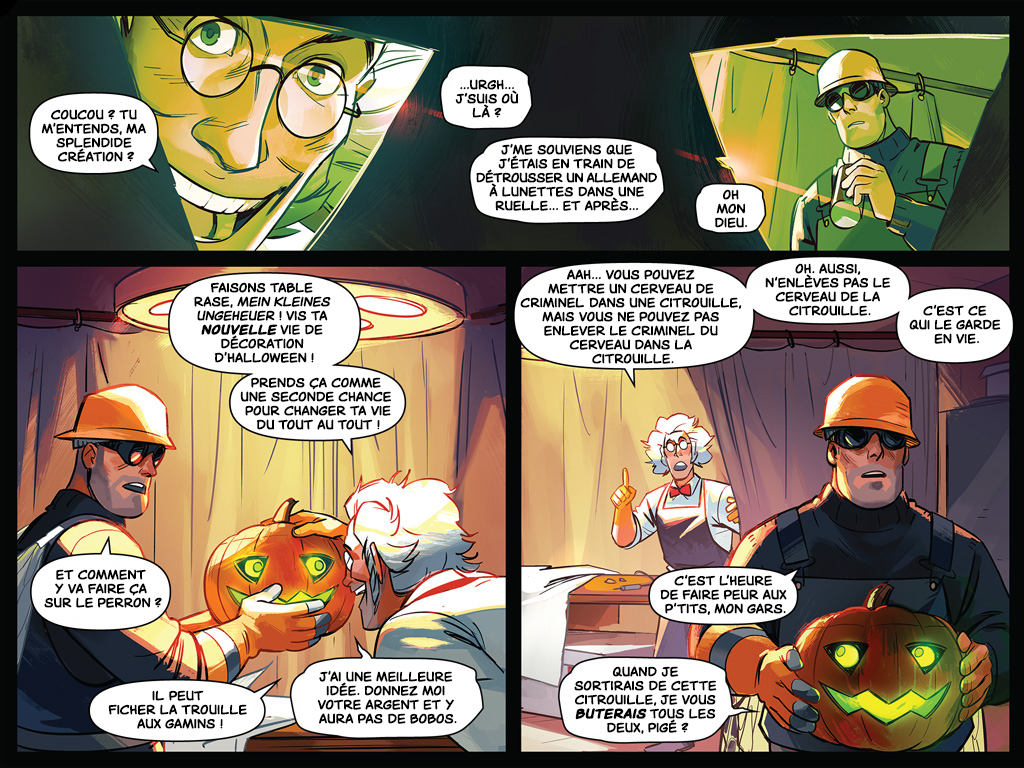 COUCOU ? TU
M'ENTENDS, MA
SPLENDIDE
CRÉATION ?
...URGH...
J'SUIS OÙ
LÀ ?
J'ME SOUVIENS QUE
J'ÉTAIS EN TRAIN DE
DÉTROUSSER UN ALLEMAND
À LUNETTES DANS UNE
RUELLE... ET APRÈS...
OH
MON
DIEU.
FAISONS TABLE
RASE, MEIN KLEINES
UNGEHEUER ! VIS TA
NOUVELLE VIE DE
DÉCORATION
D'HALLOWEEN !
PRENDS ÇA COMME
UNE SECONDE CHANCE
POUR CHANGER TA VIE
DU TOUT AU TOUT !
ET COMMENT
Y VA FAIRE ÇA
SUR LE PERRON ?
IL PEUT
FICHER LA TROUILLE
AUX GAMINS !
J'AI UNE MEILLEURE
IDÉE. DONNEZ MOI
VOTRE ARGENT ET Y
AURA PAS DE BOBOS.
AAH... VOUS POUVEZ
METTRE UN CERVEAU DE
CRIMINEL DANS UNE CITROUILLE,
MAIS VOUS NE POUVEZ PAS
ENLEVER LE CRIMINEL DU
CERVEAU DANS LA
CITROUILLE.
OH. AUSSI,
N'ENLÈVES PAS LE
CERVEAU DE LA
CITROUILLE.
C'EST CE
QUI LE GARDE
EN VIE.
C'EST L'HEURE
DE FAIRE PEUR AUX
P'TITS, MON GARS.
QUAND JE
SORTIRAIS DE CETTE
CITROUILLE, JE VOUS
BUTERAIS TOUS LES
DEUX, PIGÉ ?